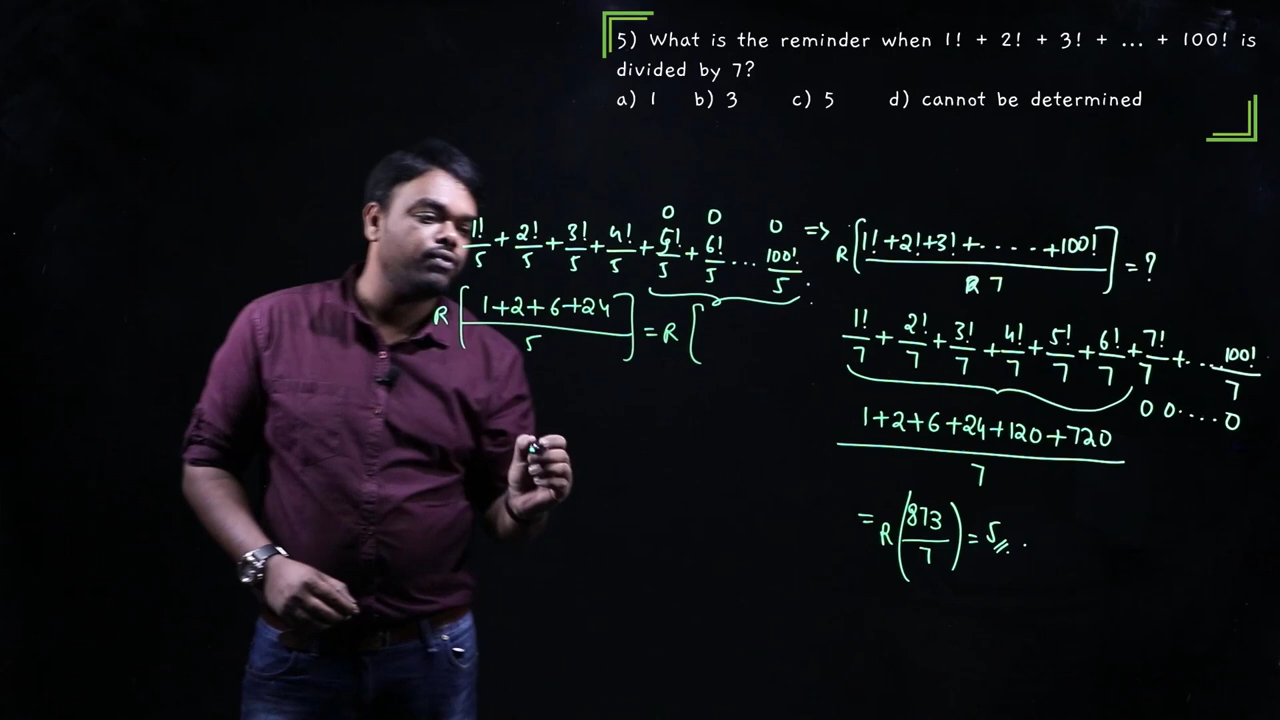 5) What is the reminder when 1! + 2! + 3! + ... + 100! is
divided by 7?
a) 1 b) 3 c) 5 d) cannot be determined
0 0 0
1!/5 + 2!/5 + 3!/5 + 4!/5 + 5!/5 + 6!/5 ... 100!/5 =>
R[1+2+6+24/5] = R[
R[1!+2!+3!+.....+100!/7] = ?
1!/7 + 2!/7 + 3!/7 + 4!/7 + 5!/7 + 6!/7 + 7!/7 + ... 100!/7
0 0....0
1+2+6+24+120+720
7
= R(873/7) = 5